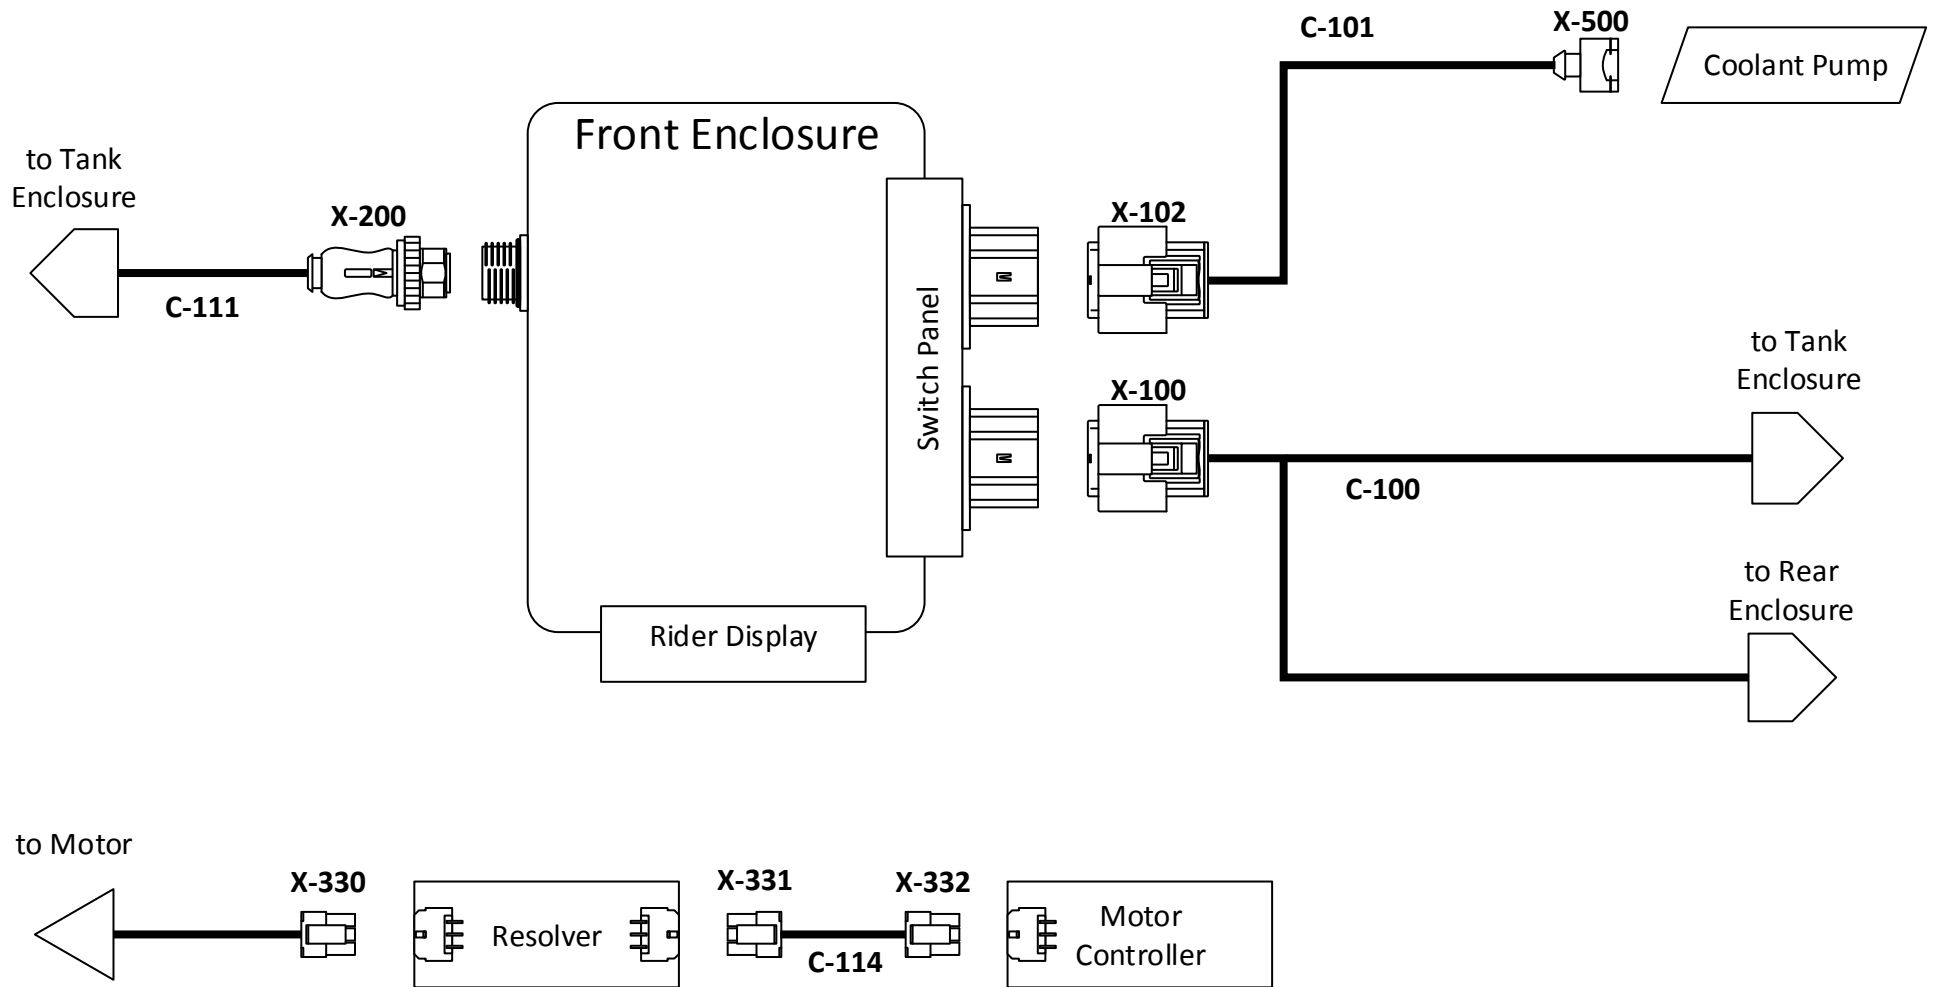 C-101
X-500
Coolant Pump
Front Enclosure
to Tank
Enclosure
X-200
X-102
C-111
Switch Panel
to Tank
Enclosure
X-100
C-100
to Rear
Enclosure
Rider Display
to Motor
X-330
X-331
X-332
Resolver
C-114
Motor
Controller